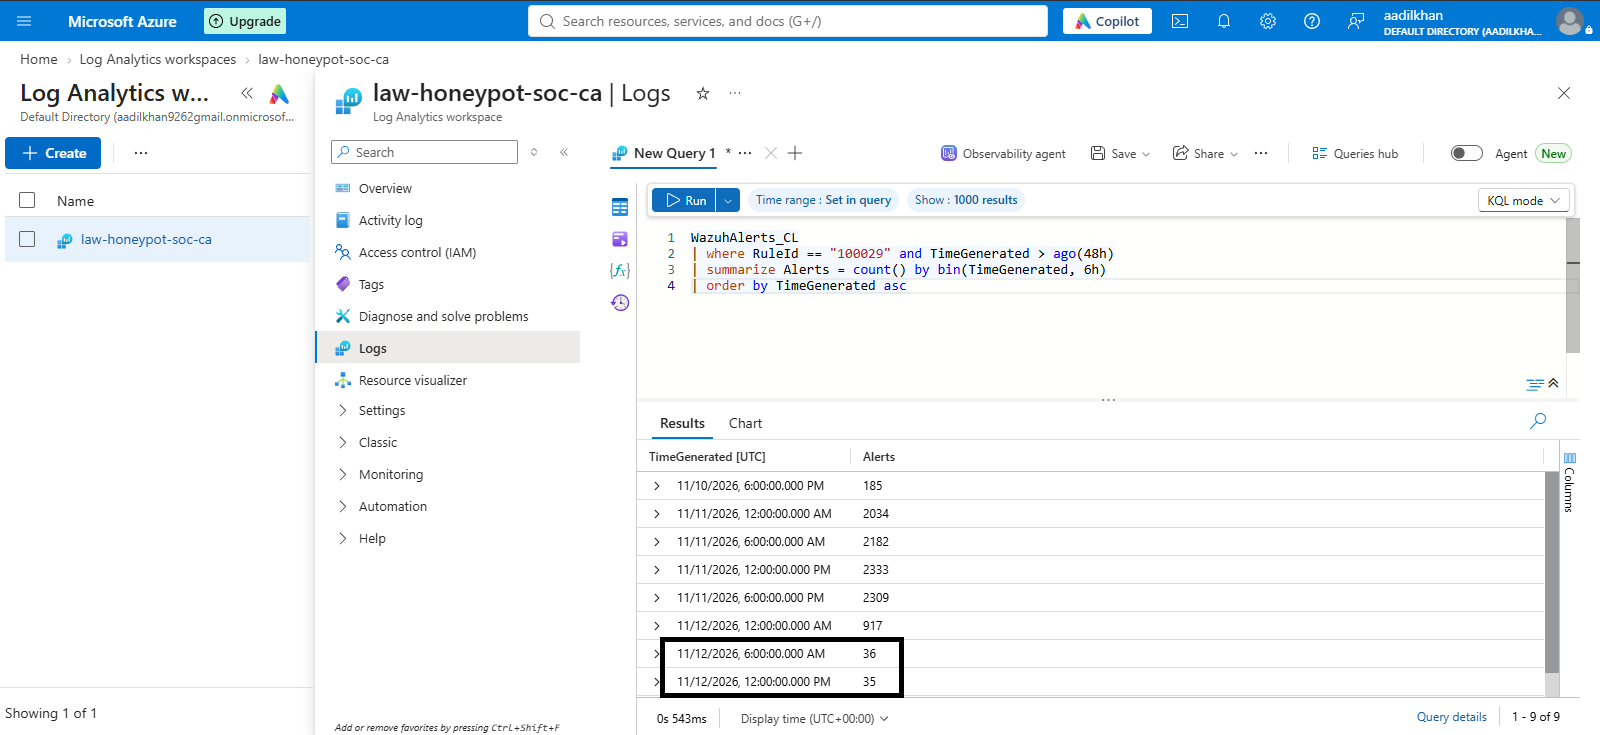 Microsoft Azure
Upgrade
Search resources, services, and docs (G+/)
Copilot
aadilkhan
DEFAULT DIRECTORY (AADILKHA...
Home › Log Analytics workspaces › law-honeypot-soc-ca
Log Analytics w...
Default Directory (aadilkhan9262gmail.onmicrosof...
+ Create
...
Name
law-honeypot-soc-ca
Showing 1 of 1
law-honeypot-soc-ca | Logs
Log Analytics workspace
Search
Overview
Activity log
Access control (IAM)
Tags
Diagnose and solve problems
Logs
Resource visualizer
Settings
Classic
Monitoring
Automation
Help
Add or remove favorites by pressing Ctrl+Shift+F
New Query 1 * ...
Observability agent
Save
Share
...
Queries hub
Agent
New
Run
Time range : Set in query
Show : 1000 results
KQL mode
1 WazuhAlerts_CL
2 | where RuleId == "100029" and TimeGenerated > ago(48h)
3 | summarize Alerts = count() by bin(TimeGenerated, 6h)
4 | order by TimeGenerated asc
Results Chart
TimeGenerated [UTC] Alerts
11/10/2026, 6:00:00.000 PM 185
11/11/2026, 12:00:00.000 AM 2034
11/11/2026, 6:00:00.000 AM 2182
11/11/2026, 12:00:00.000 PM 2333
11/11/2026, 6:00:00.000 PM 2309
11/12/2026, 12:00:00.000 AM 917
11/12/2026, 6:00:00.000 AM 36
11/12/2026, 12:00:00.000 PM 35
Columns
0s 543ms
Display time (UTC+00:00)
Query details
1 - 9 of 9